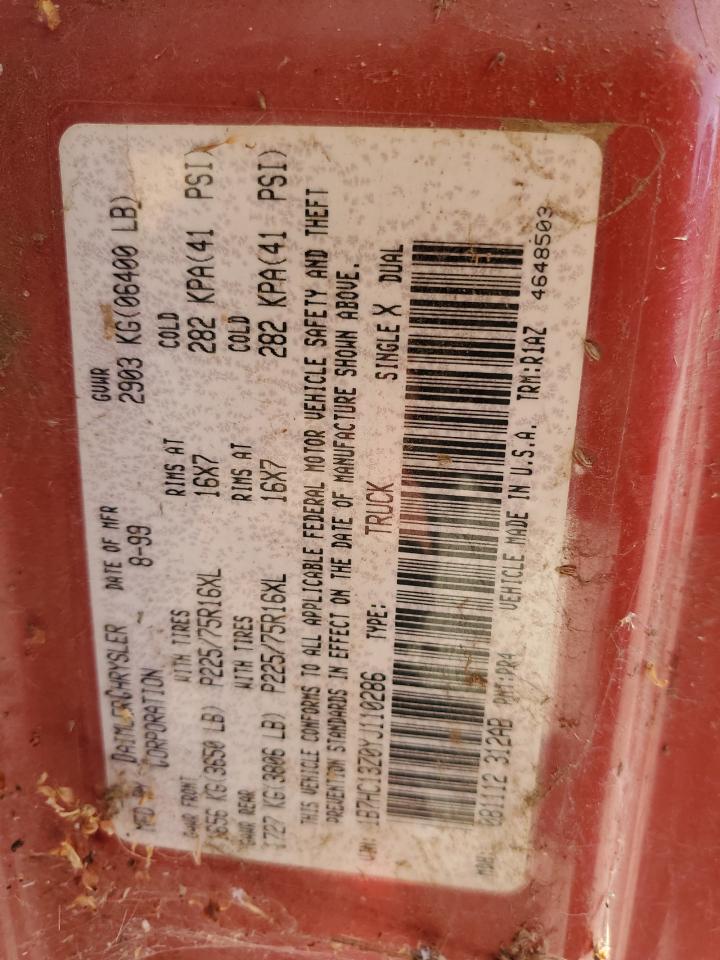 MFD BY DAIMLERCHRYSLER CORPORATION
DATE OF MFR 8-99
GVWR 2903 KG(06400 LB)
GAWR FRONT WITH TIRES RIMS AT COLD
1656 KG(3650 LB) P225/75R16XL 16X7 282 KPA(41 PSI)
GAWR REAR WITH TIRES RIMS AT COLD
1727 KG(3806 LB) P225/75R16XL 16X7 282 KPA(41 PSI)
THIS VEHICLE CONFORMS TO ALL APPLICABLE FEDERAL MOTOR VEHICLE SAFETY AND THEFT
PREVENTION STANDARDS IN EFFECT ON THE DATE OF MANUFACTURE SHOWN ABOVE.
VIN: 1B7HC13Z0YJ110286 TYPE: TRUCK SINGLE X DUAL
MDH: 081112 312AB PNT:PR4 VEHICLE MADE IN U.S.A. TRM:R1AZ 4648503